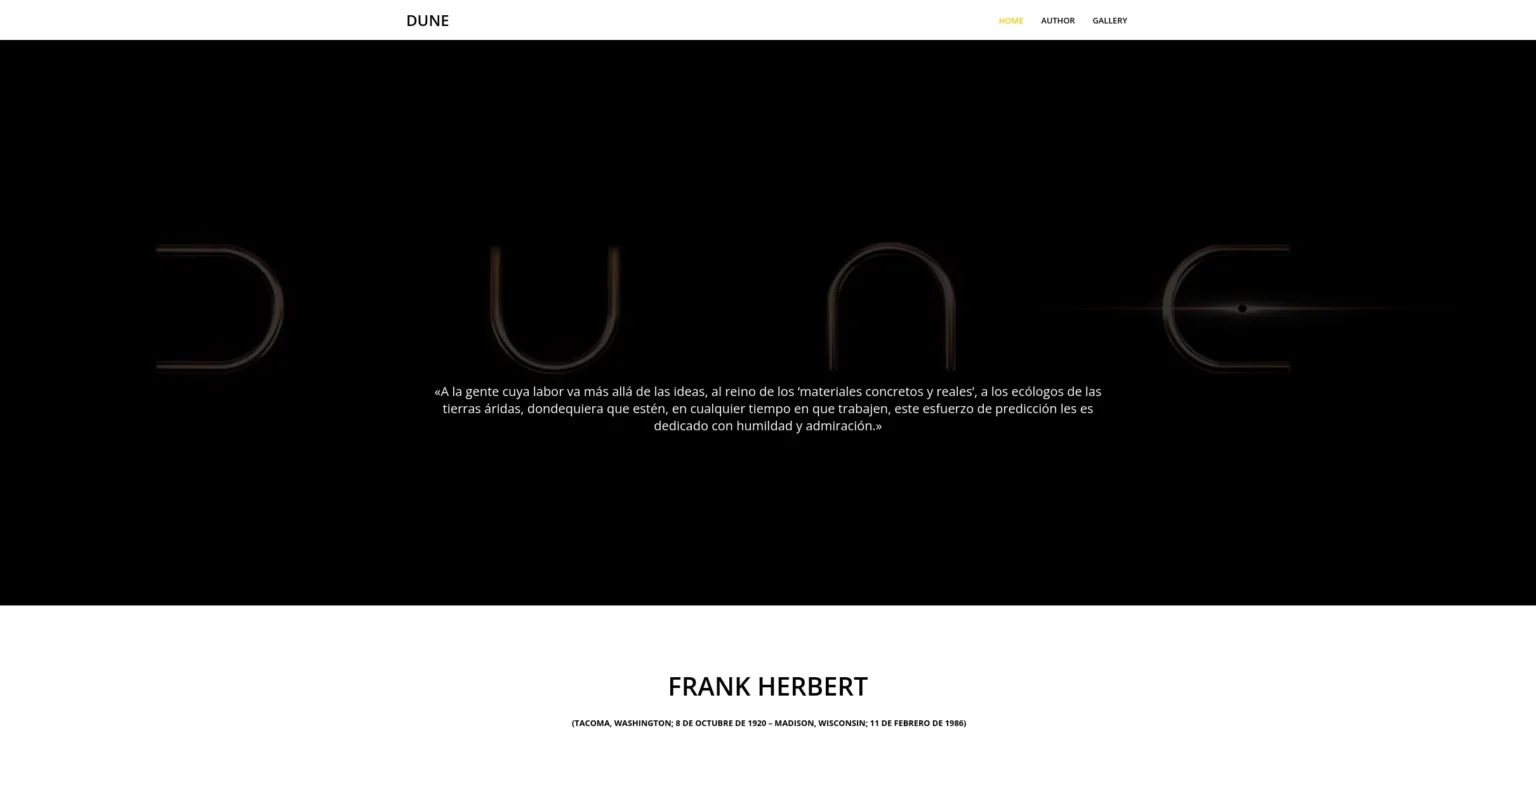 DUNE
HOME AUTHOR GALLERY
DUNE
«A la gente cuya labor va más allá de las ideas, al reino de los ‘materiales concretos y reales’, a los ecólogos de las
tierras áridas, dondequiera que estén, en cualquier tiempo en que trabajen, este esfuerzo de predicción les es
dedicado con humildad y admiración.»
FRANK HERBERT
(TACOMA, WASHINGTON; 8 DE OCTUBRE DE 1920 – MADISON, WISCONSIN; 11 DE FEBRERO DE 1986)